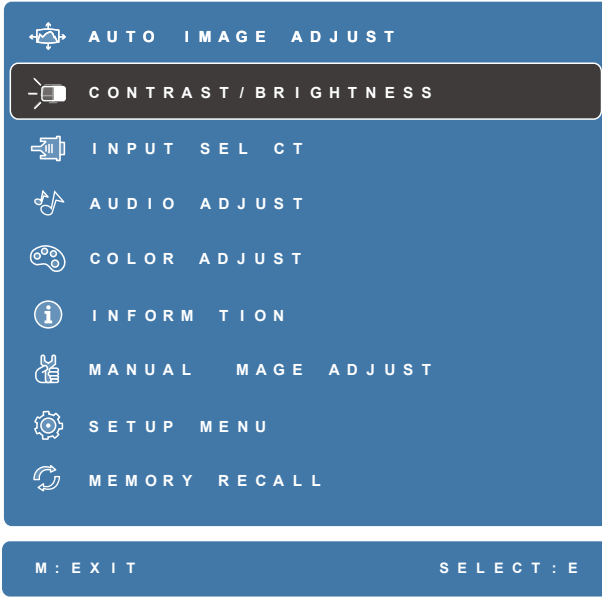 AUTO IMAGE ADJUST
CONTRAST/BRIGHTNESS
INPUT SEL CT
AUDIO ADJUST
COLOR ADJUST
INFORM TION
MANUAL MAGE ADJUST
SETUP MENU
MEMORY RECALL
M:EXIT SELECT:E